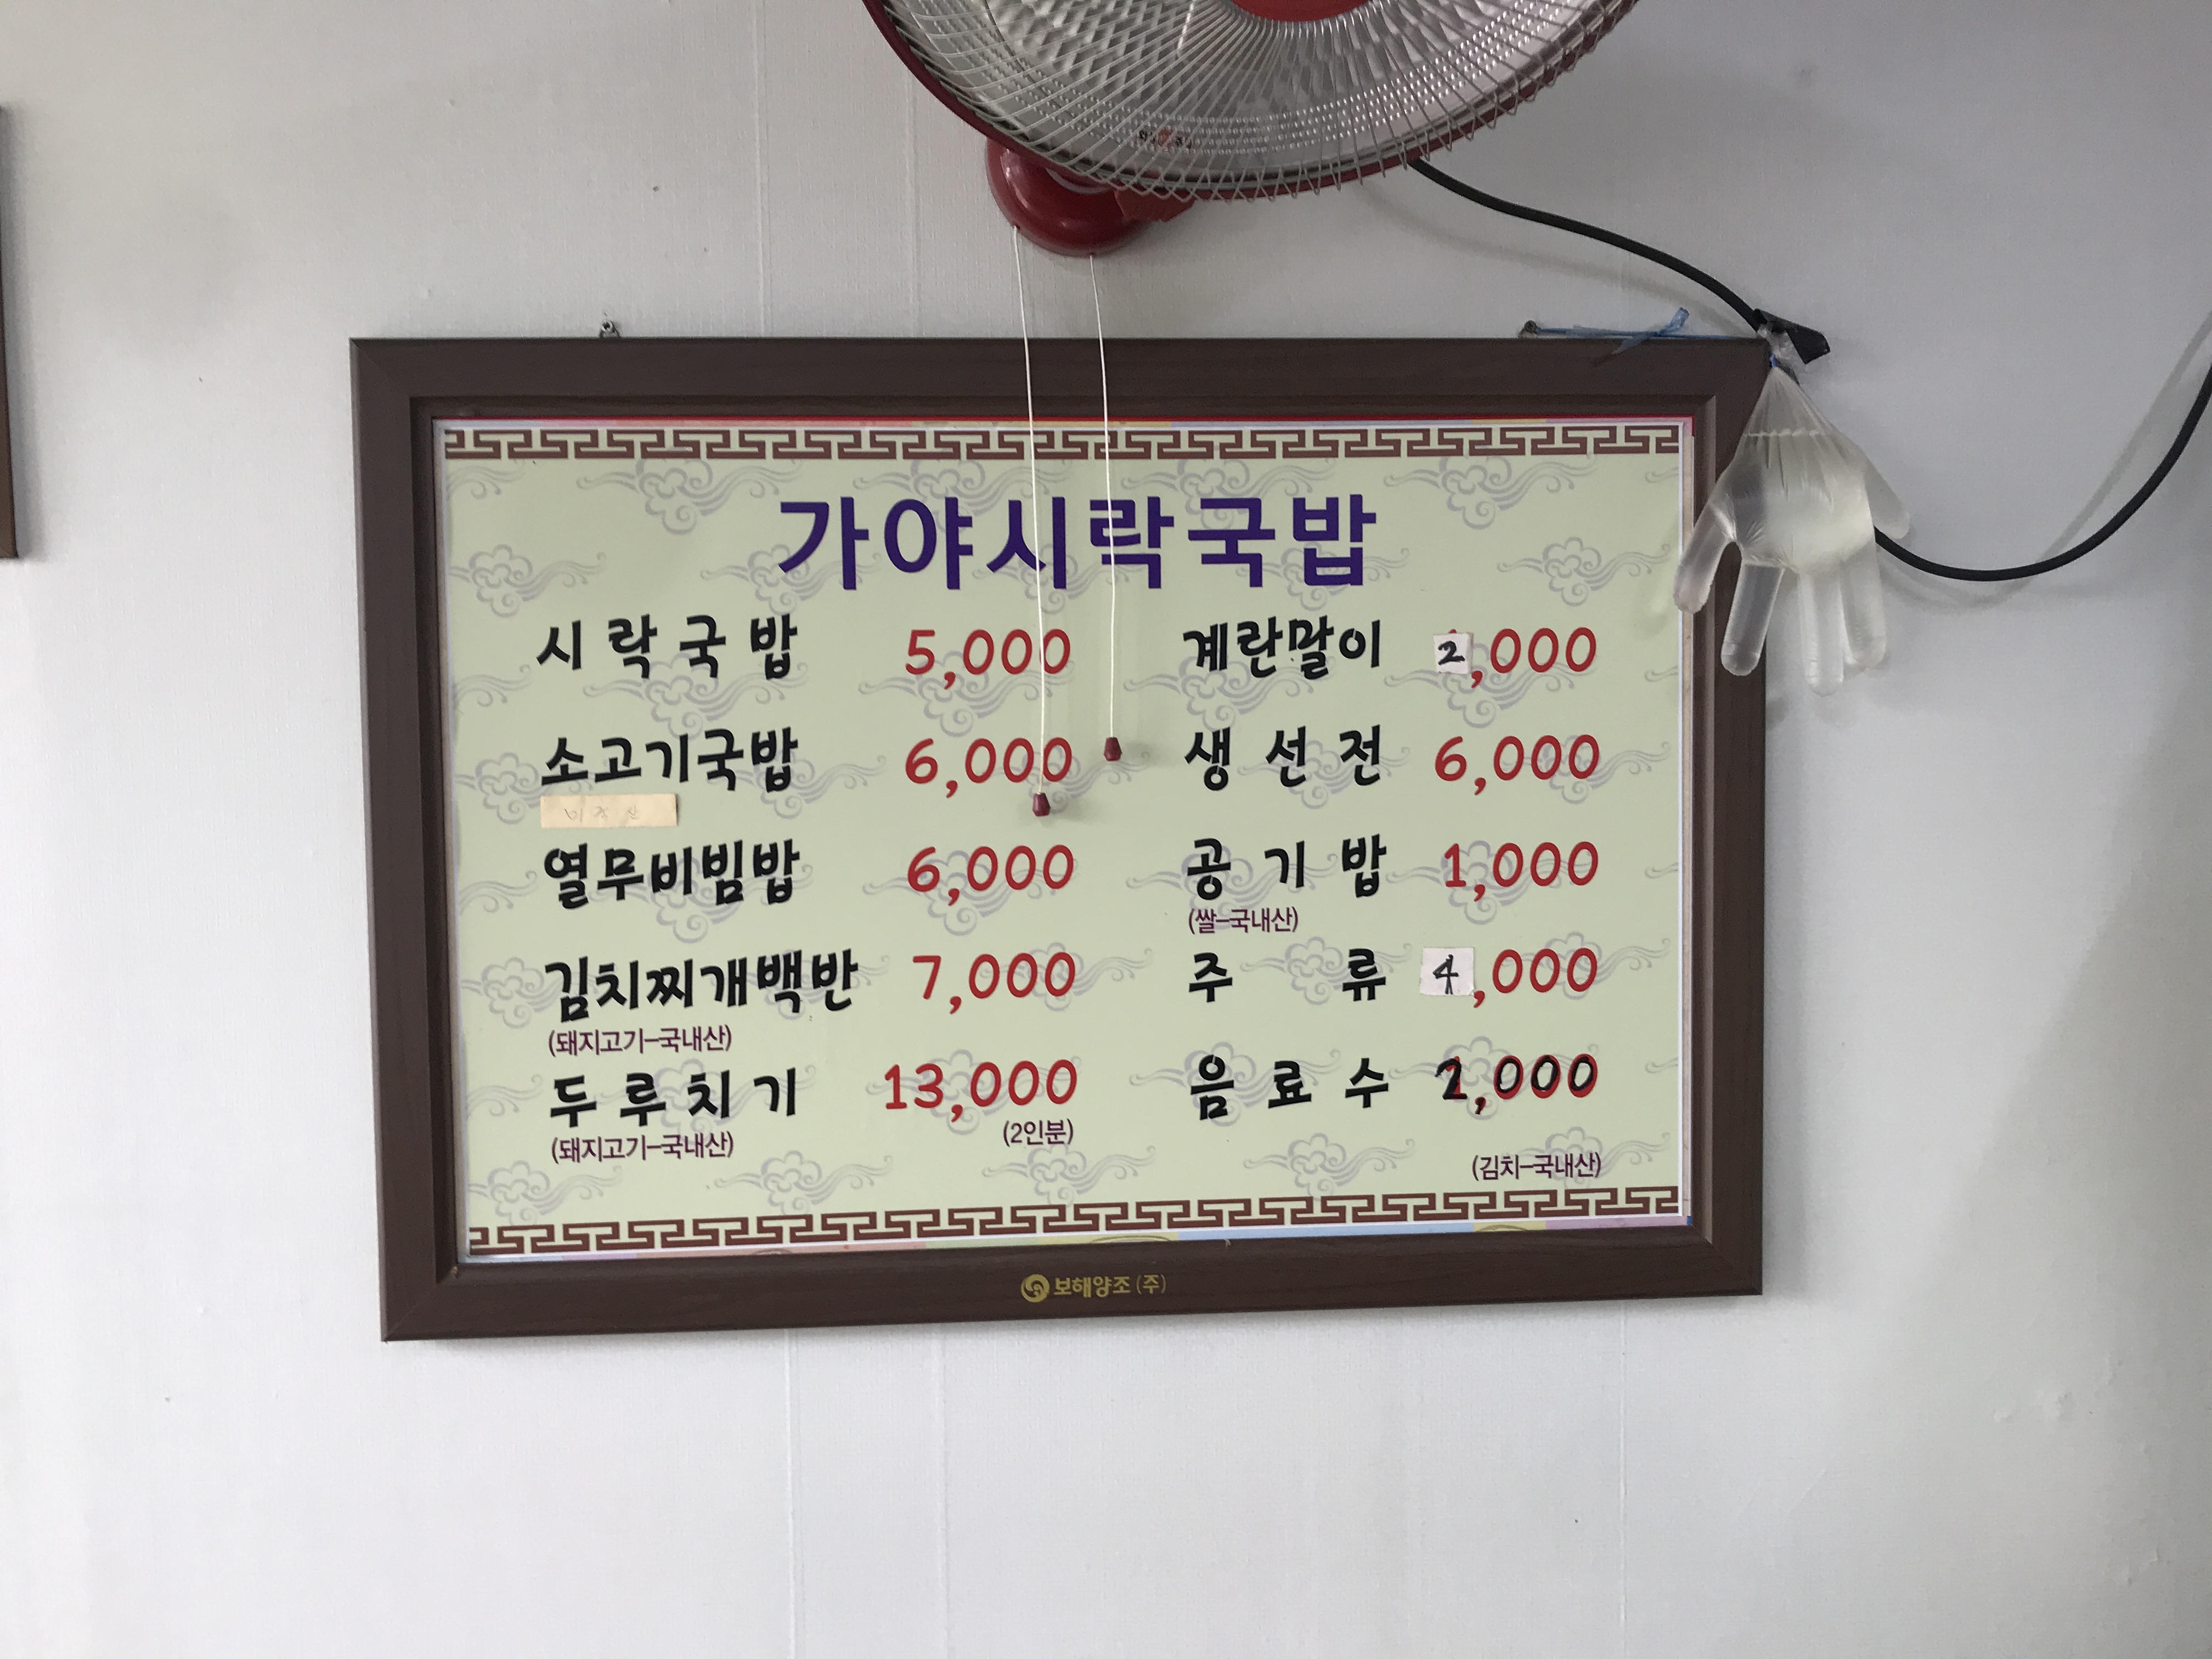 가야시락국밥
시락국밥 5,000
소고기국밥 6,000
열무비빔밥 6,000
김치찌개백반 7,000
(돼지고기-국내산)
두루치기 13,000
(돼지고기-국내산) (2인분)
계란말이 2,000
생선전 6,000
공기밥 1,000
(쌀-국내산)
주류 4,000
음료수 2,000
(김치-국내산)
보해양조(주)